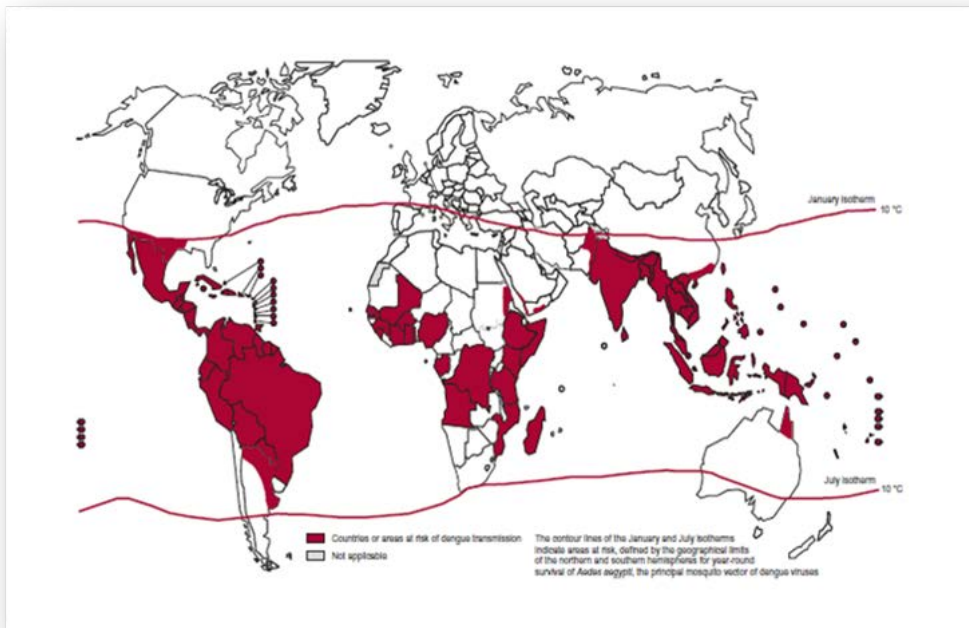 January isotherm
10 °C
July isotherm
10 °C
Countries or areas at risk of dengue transmission
Not applicable
The contour lines of the January and July isotherms
indicate areas at risk, defined by the geographical limits
of the northern and southern hemispheres for year-round
survival of Aedes aegypti, the principal mosquito vector of dengue viruses